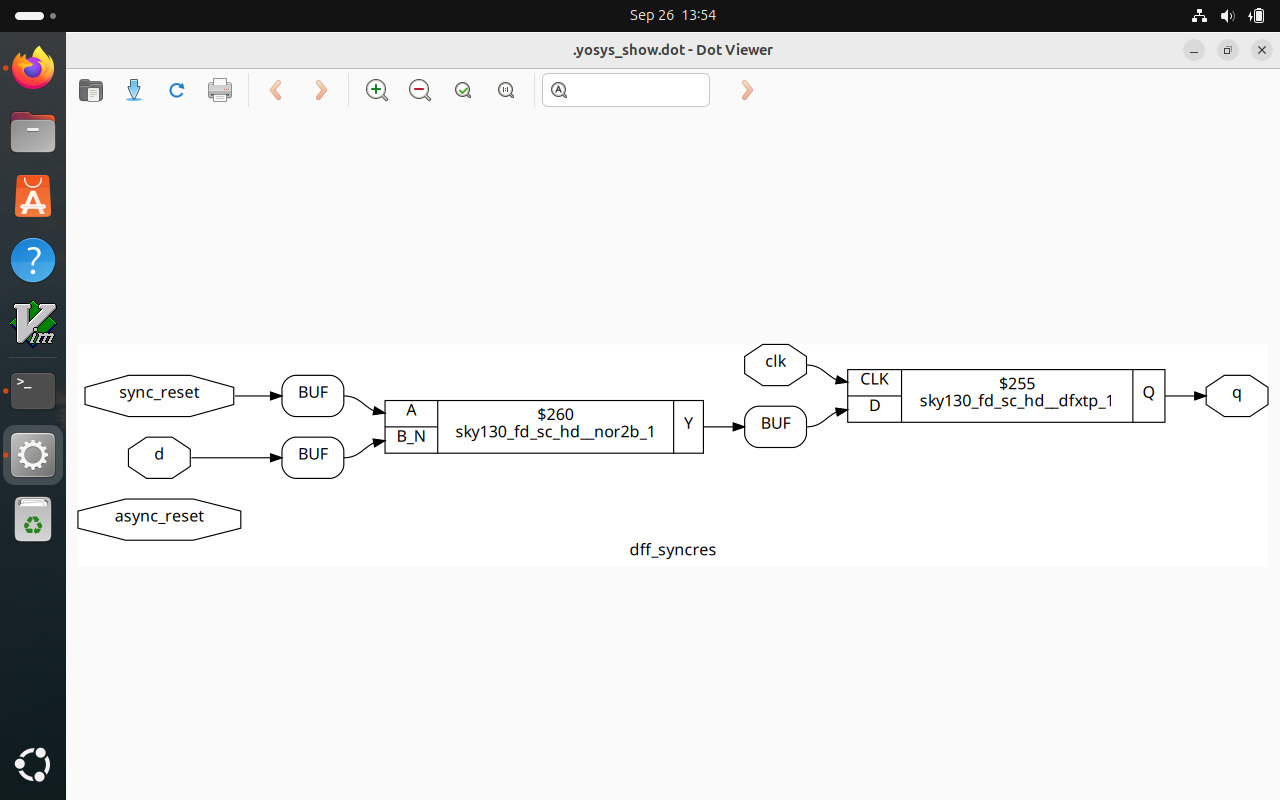 Sep 26 13:54
.yosys_show.dot - Dot Viewer
clk
sync_reset
BUF
A
B_N
$260
sky130_fd_sc_hd__nor2b_1
Y
BUF
CLK
D
$255
sky130_fd_sc_hd__dfxtp_1
Q
q
d
BUF
async_reset
dff_syncres